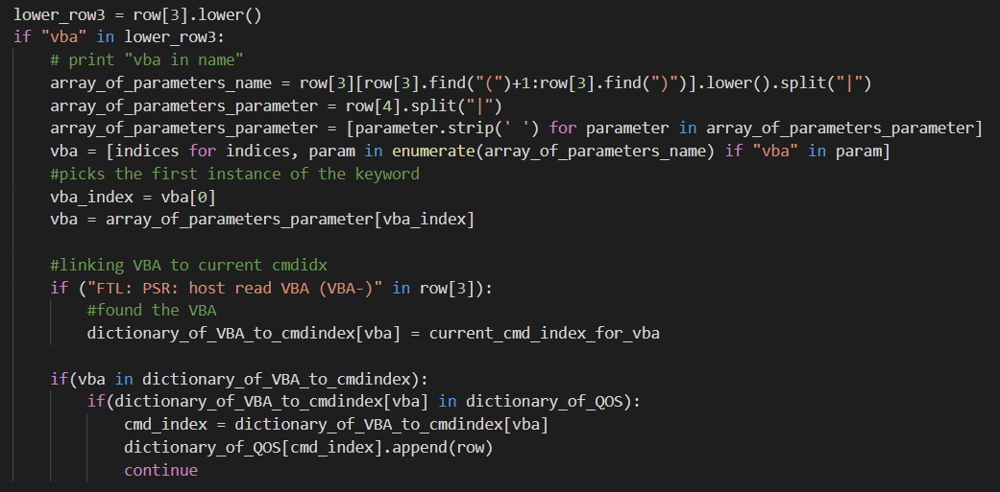 lower_row3 = row[3].lower()
if "vba" in lower_row3:
    # print "vba in name"
    array_of_parameters_name = row[3][row[3].find("(")+1:row[3].find(")")].lower().split("|")
    array_of_parameters_parameter = row[4].split("|")
    array_of_parameters_parameter = [parameter.strip(' ') for parameter in array_of_parameters_parameter]
    vba = [indices for indices, param in enumerate(array_of_parameters_name) if "vba" in param]
    #picks the first instance of the keyword
    vba_index = vba[0]
    vba = array_of_parameters_parameter[vba_index]

    #linking VBA to current cmdidx
    if ("FTL: PSR: host read VBA (VBA-)" in row[3]):
        #found the VBA
        dictionary_of_VBA_to_cmdindex[vba] = current_cmd_index_for_vba

    if(vba in dictionary_of_VBA_to_cmdindex):
        if(dictionary_of_VBA_to_cmdindex[vba] in dictionary_of_QOS):
            cmd_index = dictionary_of_VBA_to_cmdindex[vba]
            dictionary_of_QOS[cmd_index].append(row)
            continue